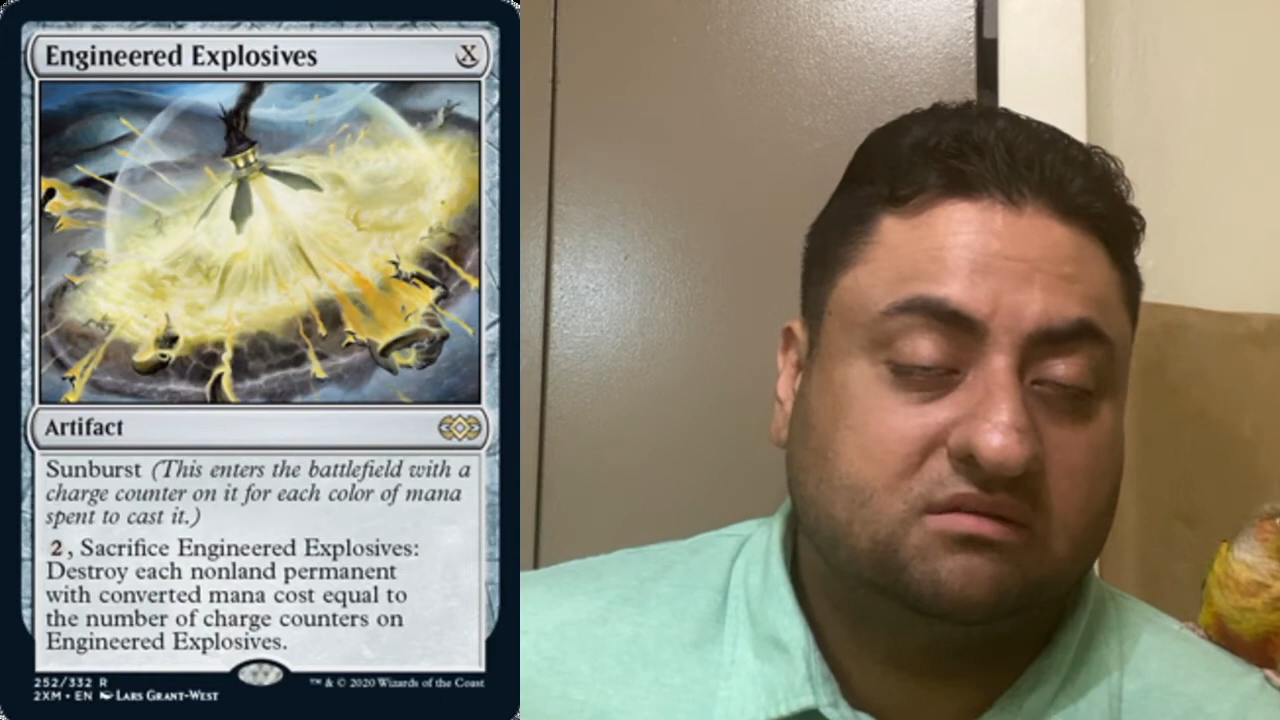 Engineered Explosives X
Artifact
Sunburst (This enters the battlefield with a
charge counter on it for each color of mana
spent to cast it.)
2, Sacrifice Engineered Explosives:
Destroy each nonland permanent
with converted mana cost equal to
the number of charge counters on
Engineered Explosives.
252/332 R
2XM • EN LARS GRANT-WEST
™ & © 2020 Wizards of the Coast